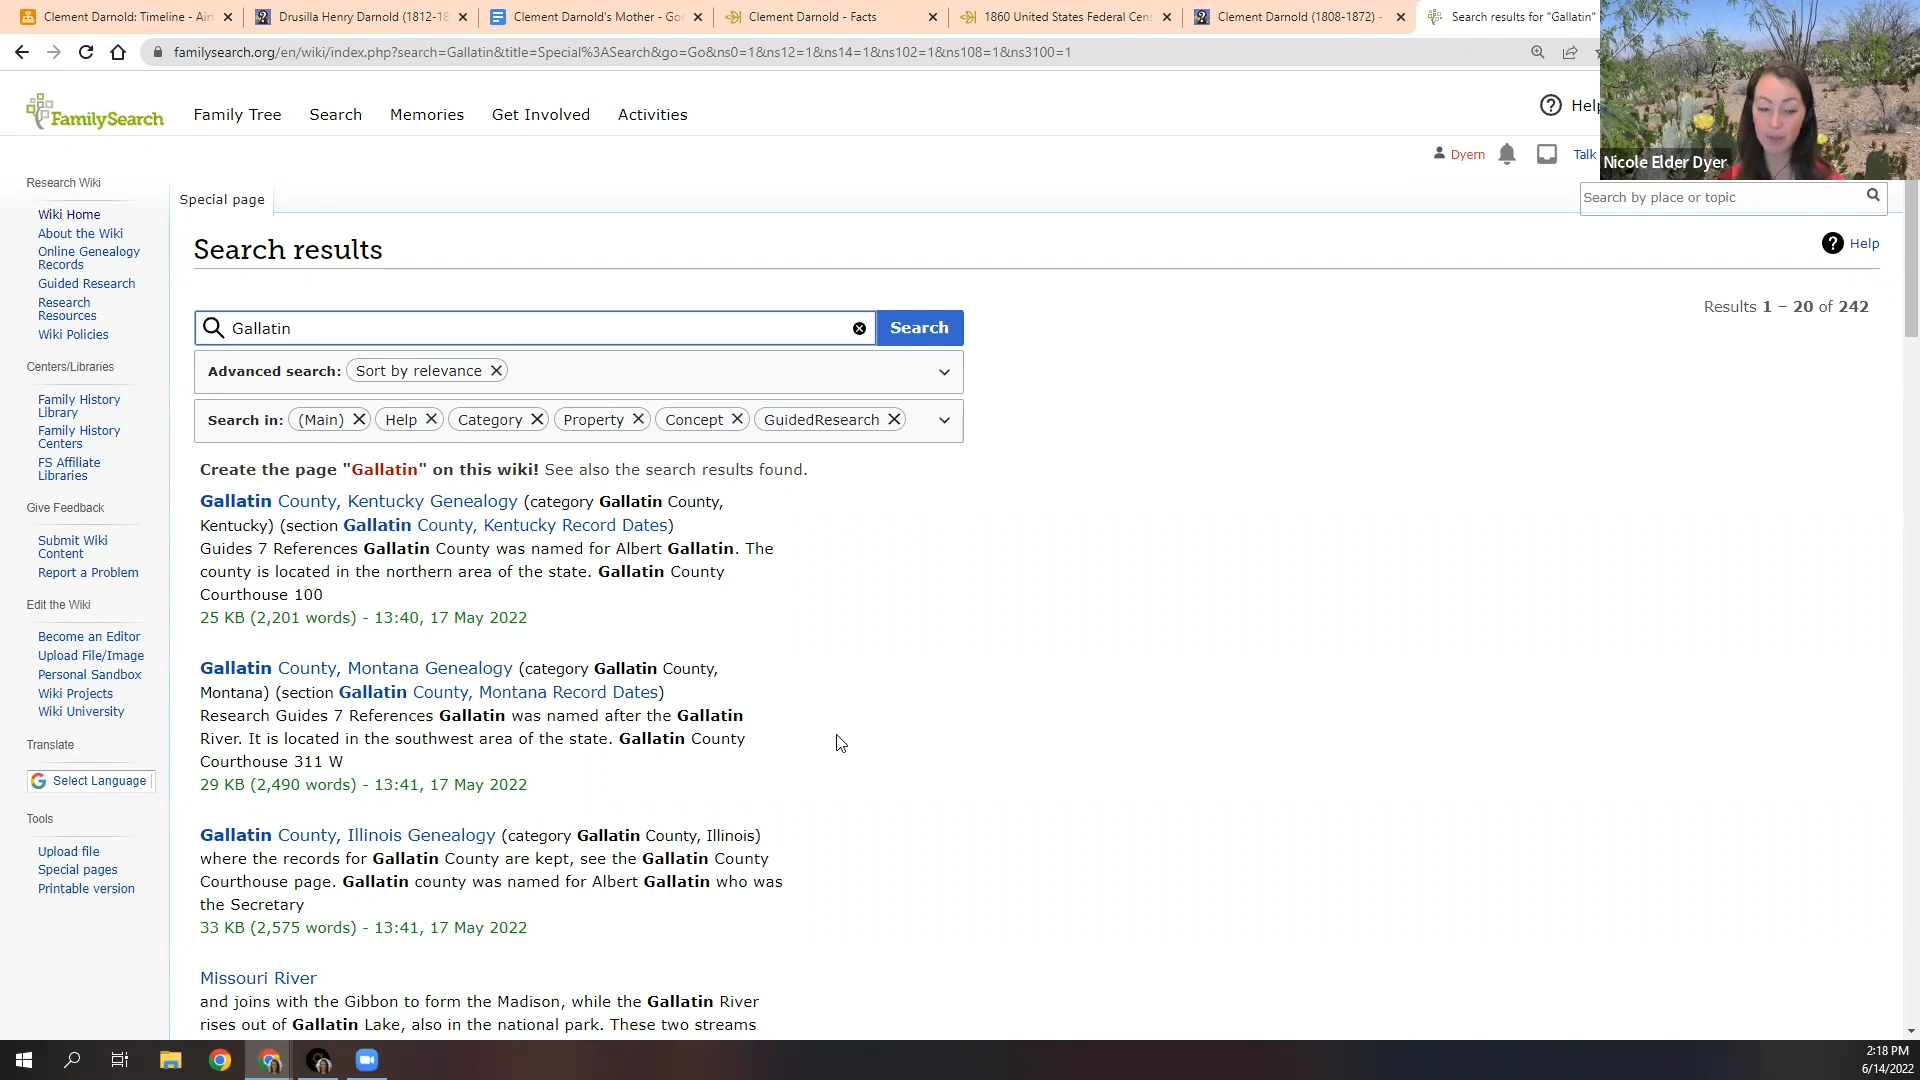 Clement Darnold: Timeline - Air
Drusilla Henry Darnold (1812-18
Clement Darnold's Mother - Goo
Clement Darnold - Facts
1860 United States Federal Cens
Clement Darnold (1808-1872) -
Search results for "Gallatin"
familysearch.org/en/wiki/index.php?search=Gallatin&title=Special%3ASearch&go=Go&ns0=1&ns12=1&ns14=1&ns102=1&ns108=1&ns3100=1
FamilySearch
Family Tree
Search
Memories
Get Involved
Activities
Help
Dyern
Talk
Nicole Elder Dyer
Research Wiki
Wiki Home
About the Wiki
Online Genealogy
Records
Guided Research
Research
Resources
Wiki Policies
Centers/Libraries
Family History
Library
Family History
Centers
FS Affiliate
Libraries
Give Feedback
Submit Wiki
Content
Report a Problem
Edit the Wiki
Become an Editor
Upload File/Image
Personal Sandbox
Wiki Projects
Wiki University
Translate
Select Language
Tools
Upload file
Special pages
Printable version
Special page
Search by place or topic
Search results
Help
Results 1 – 20 of 242
Gallatin
Search
Advanced search: Sort by relevance
Search in: (Main) Help Category Property Concept GuidedResearch
Create the page "Gallatin" on this wiki! See also the search results found.
Gallatin County, Kentucky Genealogy (category Gallatin County,
Kentucky) (section Gallatin County, Kentucky Record Dates)
Guides 7 References Gallatin County was named for Albert Gallatin. The
county is located in the northern area of the state. Gallatin County
Courthouse 100
25 KB (2,201 words) - 13:40, 17 May 2022
Gallatin County, Montana Genealogy (category Gallatin County,
Montana) (section Gallatin County, Montana Record Dates)
Research Guides 7 References Gallatin was named after the Gallatin
River. It is located in the southwest area of the state. Gallatin County
Courthouse 311 W
29 KB (2,490 words) - 13:41, 17 May 2022
Gallatin County, Illinois Genealogy (category Gallatin County, Illinois)
where the records for Gallatin County are kept, see the Gallatin County
Courthouse page. Gallatin county was named for Albert Gallatin who was
the Secretary
33 KB (2,575 words) - 13:41, 17 May 2022
Missouri River
and joins with the Gibbon to form the Madison, while the Gallatin River
rises out of Gallatin Lake, also in the national park. These two streams
2:18 PM
6/14/2022